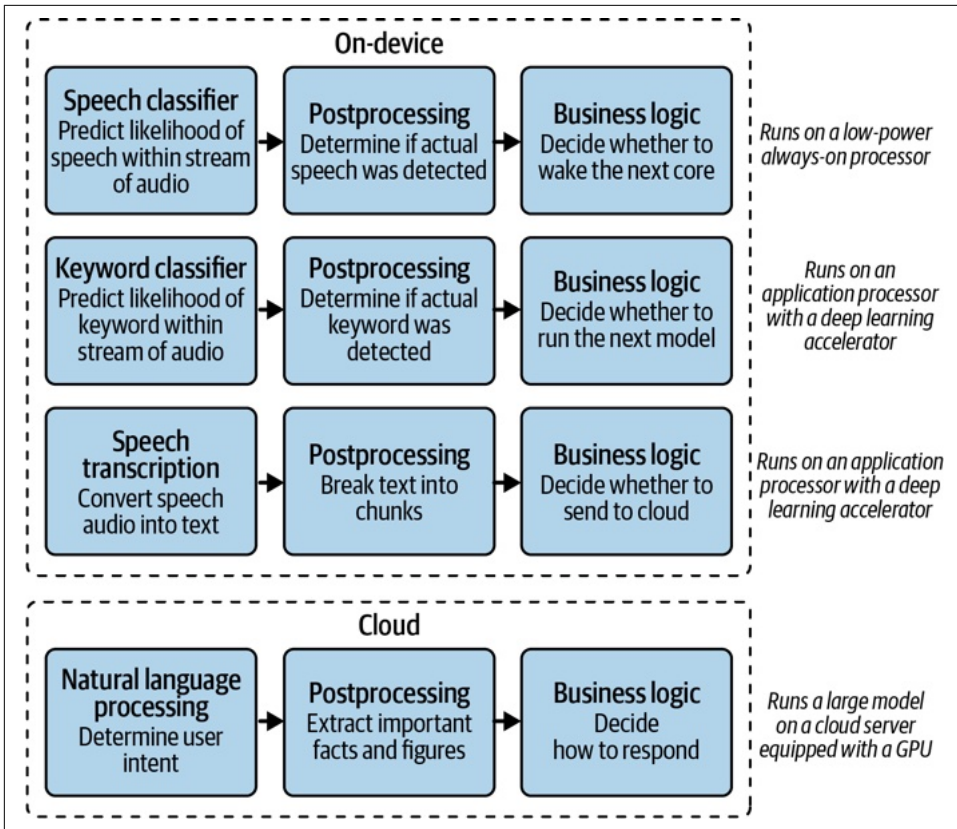 On-device
Speech classifier
Predict likelihood of
speech within stream
of audio
Postprocessing
Determine if actual
speech was detected
Business logic
Decide whether to
wake the next core
Runs on a low-power
always-on processor
Keyword classifier
Predict likelihood of
keyword within
stream of audio
Postprocessing
Determine if actual
keyword was
detected
Business logic
Decide whether to
run the next model
Runs on an
application processor
with a deep learning
accelerator
Speech
transcription
Convert speech
audio into text
Postprocessing
Break text into
chunks
Business logic
Decide whether to
send to cloud
Runs on an application
processor with a deep
learning accelerator
Cloud
Natural language
processing
Determine user
intent
Postprocessing
Extract important
facts and figures
Business logic
Decide
how to respond
Runs a large model
on a cloud server
equipped with a GPU